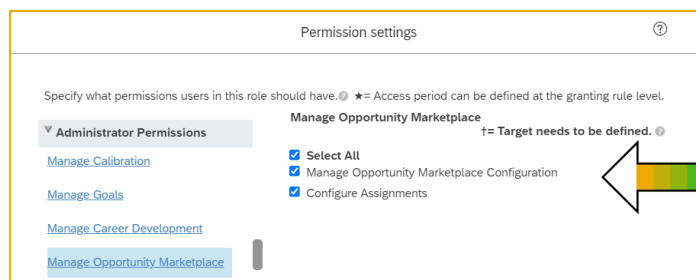 Permission settings
Specify what permissions users in this role should have. ★= Access period can be defined at the granting rule level.
Administrator Permissions
Manage Calibration
Manage Goals
Manage Career Development
Manage Opportunity Marketplace
Manage Opportunity Marketplace
†= Target needs to be defined.
Select All
Manage Opportunity Marketplace Configuration
Configure Assignments